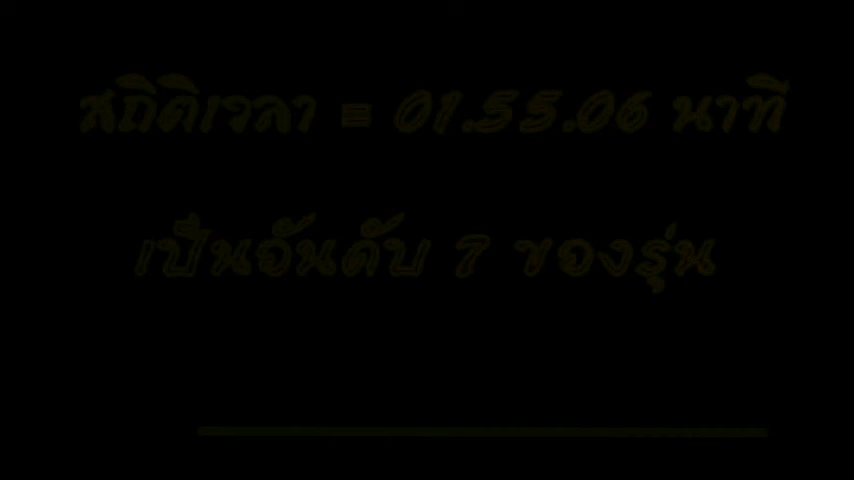 สถิติเวลา = 01.55.06 นาที
เป็นอันดับ 7 ของรุ่น